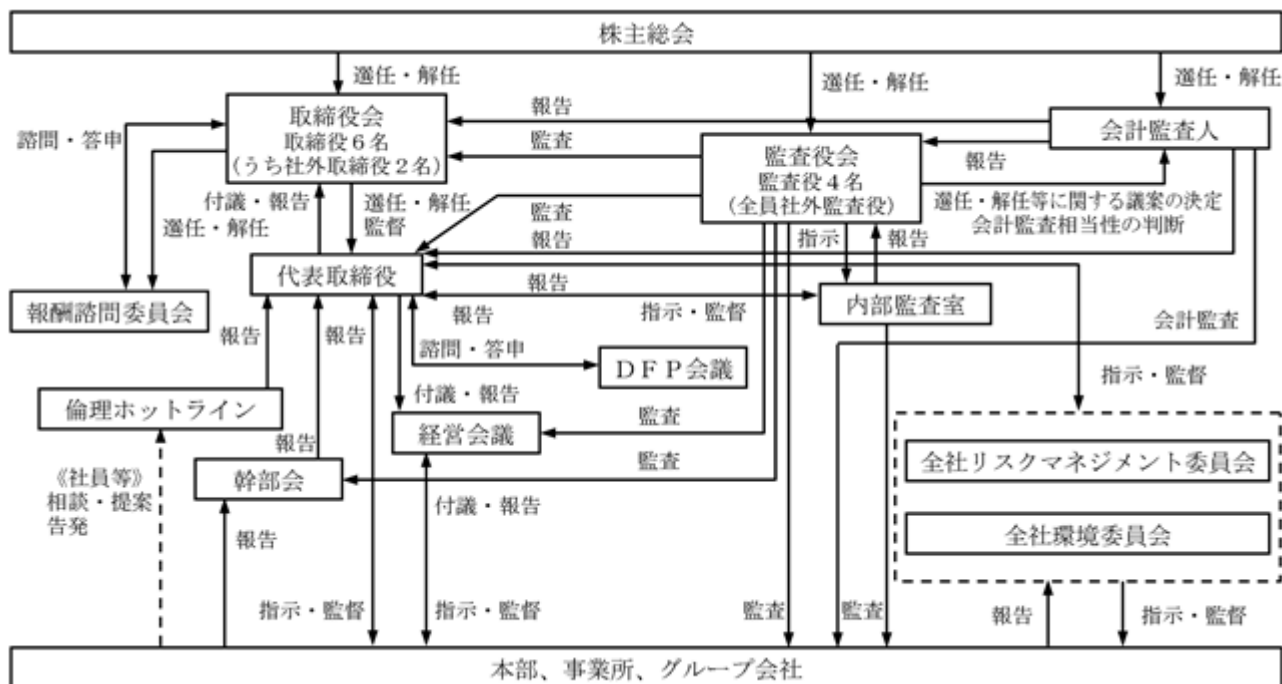 株主総会
選任・解任
選任・解任
選任・解任
取締役会
取締役6名
(うち社外取締役2名)
報告
会計監査人
諮問・答申
監査
監査役会
監査役4名
(全員社外監査役)
報告
付議・報告
選任・解任
監督
選任・解任
監査
選任・解任等に関する議案の決定
会計監査相当性の判断
報告
指示
報告
代表取締役
報告
内部監査室
報酬諮問委員会
指示・監督
会計監査
報告
報告
報告
諮問・答申
DFP会議
指示・監督
倫理ホットライン
付議・報告
経営会議
監査
報告
幹部会
監査
全社リスクマネジメント委員会
《社員等》
相談・提案
告発
付議・報告
報告
全社環境委員会
指示・監督
指示・監督
監査
監査
報告
指示・監督
本部、事業所、グループ会社